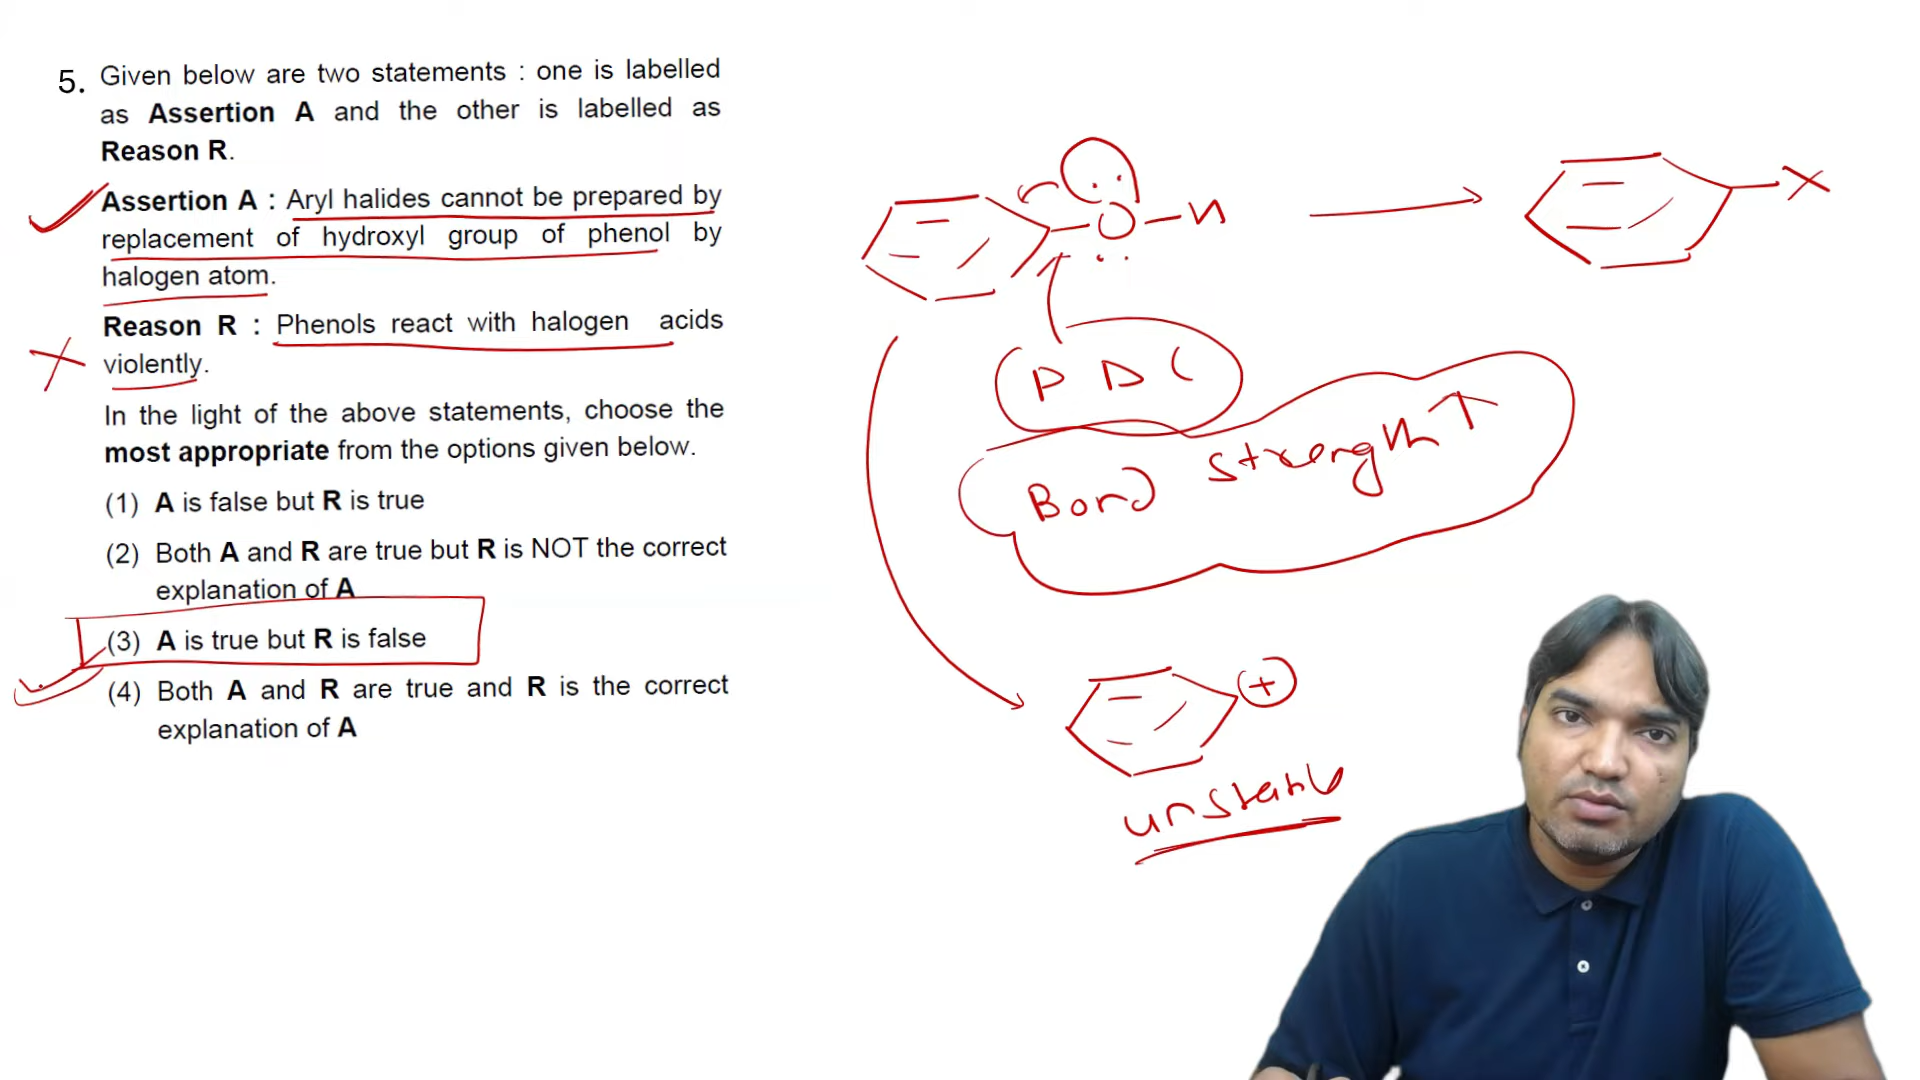 5. Given below are two statements : one is labelled
as Assertion A and the other is labelled as
Reason R.
Assertion A : Aryl halides cannot be prepared by
replacement of hydroxyl group of phenol by
halogen atom.
Reason R : Phenols react with halogen acids
violently.
In the light of the above statements, choose the
most appropriate from the options given below.
(1) A is false but R is true
(2) Both A and R are true but R is NOT the correct
explanation of A
(3) A is true but R is false
(4) Both A and R are true and R is the correct
explanation of A
O-H
X
P D C
Bond strength ↑
+